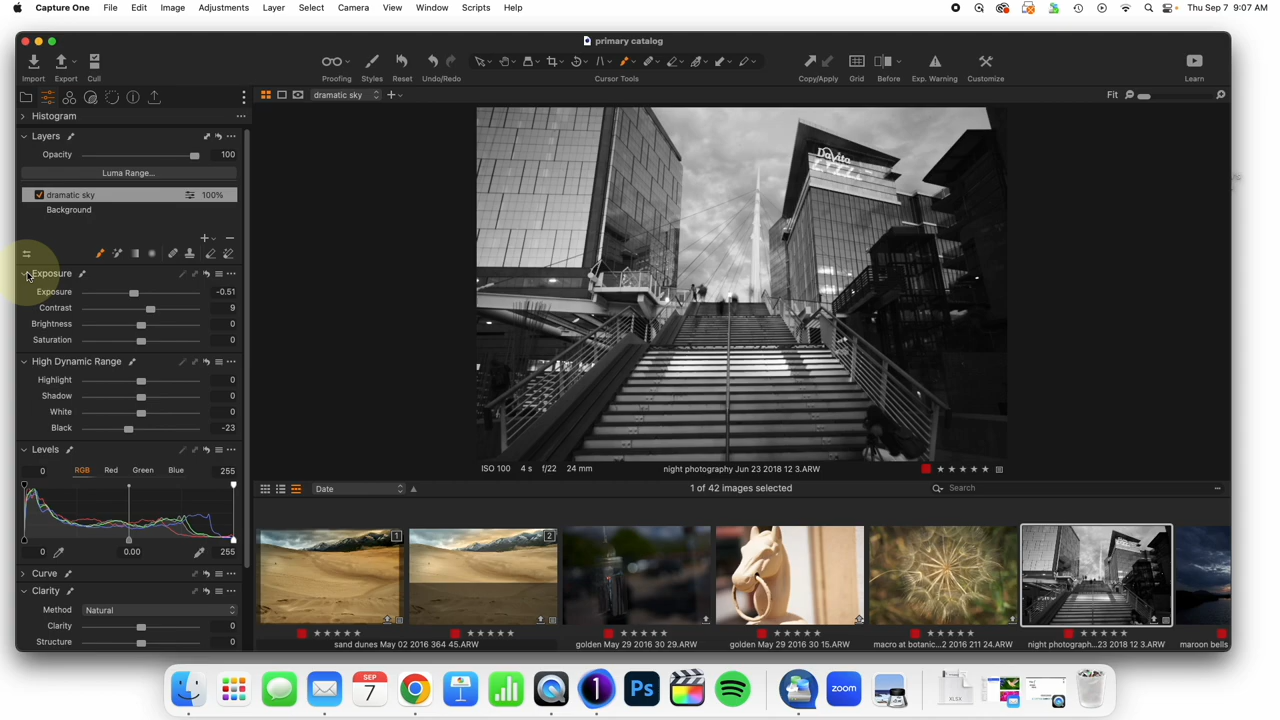 Capture One File Edit Image Adjustments Layer Select Camera View Window Scripts Help Thu Sep 7 9:07 AM
primary catalog
Import Export Cull Proofing Styles Reset Undo/Redo Cursor Tools Copy/Apply Grid Before Exp. Warning Customize Learn
dramatic sky Fit
Histogram
Layers
Opacity 100
Luma Range...
dramatic sky 100%
Background
Exposure
Exposure -0.51
Contrast 9
Brightness 0
Saturation 0
High Dynamic Range
Highlight 0
Shadow 0
White 0
Black -23
Levels
0 RGB Red Green Blue 255
0 0.00 255
Curve
Clarity
Method Natural
Clarity 0
Structure 0
DaVita
ISO 100 4 s f/22 24 mm night photography Jun 23 2018 12 3.ARW
Date 1 of 42 images selected Search
1 2
sand dunes May 02 2016 364 45.ARW golden May 29 2016 30 29.ARW golden May 29 2016 30 15.ARW macro at botanic...2 2016 211 24.ARW night photograph...23 2018 12 3.ARW maroon bells
SEP
7 1 Ps zoom XLSX